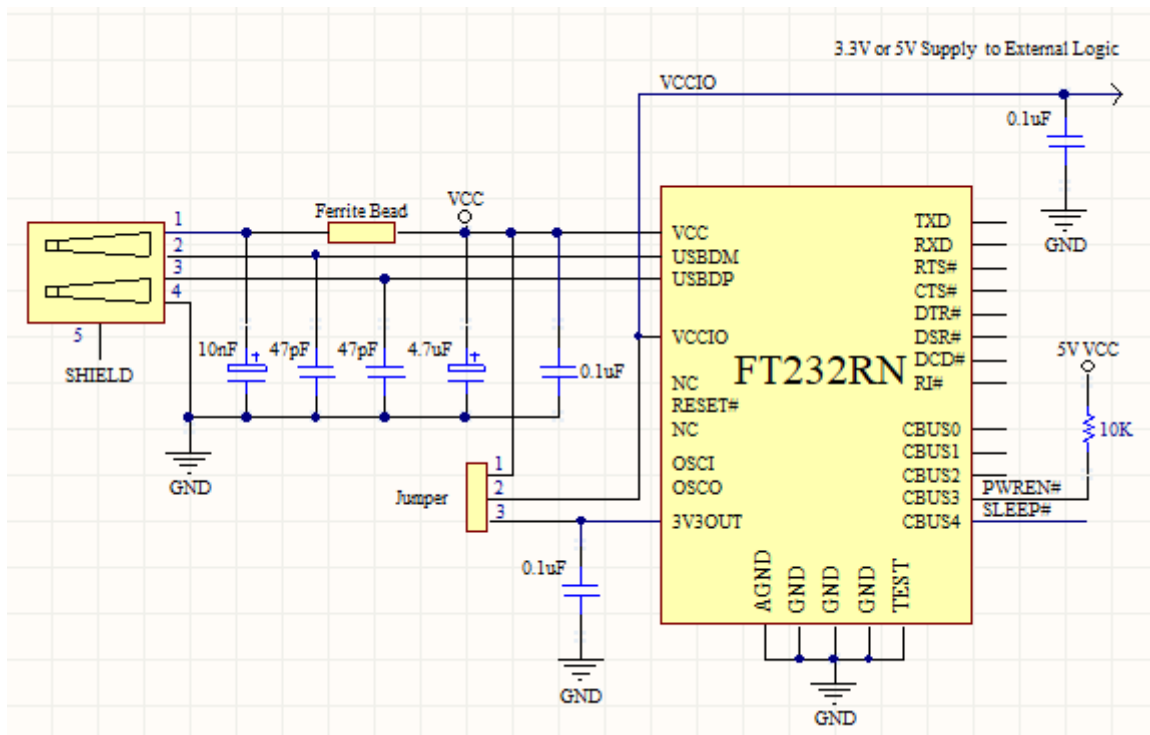 3.3V or 5V Supply to External Logic
VCCIO
0.1uF
GND
VCC
Ferrite Bead
1
2
3
4
5
SHIELD
10nF
47pF
47pF
4.7uF
0.1uF
GND
Jumper
1
2
3
0.1uF
GND
VCC
USBDM
USBDP
VCCIO
NC
RESET#
NC
OSCI
OSCO
3V3OUT
FT232RN
TXD
RXD
RTS#
CTS#
DTR#
DSR#
DCD#
RI#
CBUS0
CBUS1
CBUS2
CBUS3
CBUS4
PWREN#
SLEEP#
5V VCC
10K
AGND
GND
GND
GND
TEST
GND